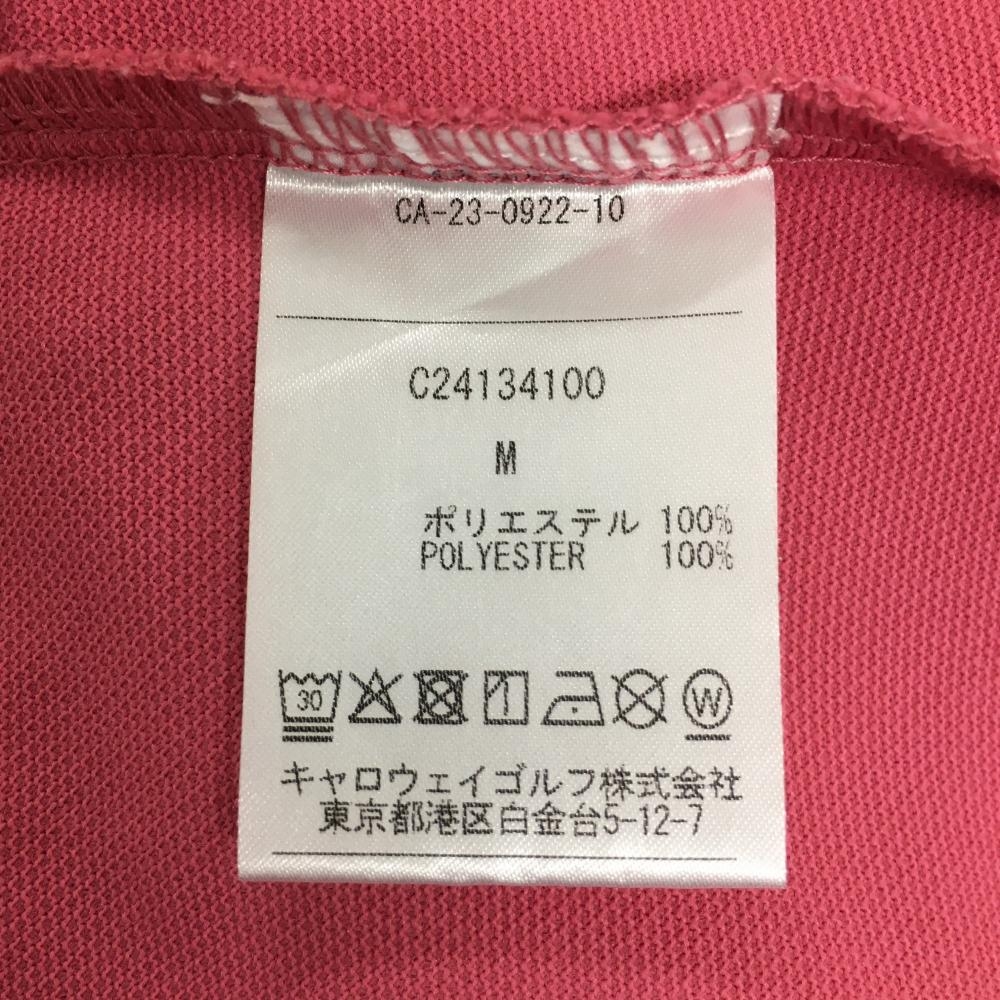 CA-23-0922-10
C24134100
M
ポリエステル 100%
POLYESTER 100%
30 W
キャロウェイゴルフ株式会社
東京都港区白金台5-12-7